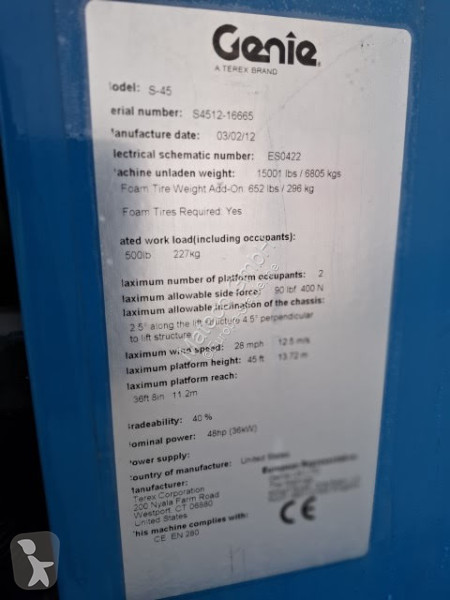 Genie
A TEREX BRAND
odel: S-45
erial number: S4512-16665
anufacture date: 03/02/12
lectrical schematic number: ES0422
achine unladen weight: 15001 lbs / 6805 kgs
Foam Tire Weight Add-On 652 lbs / 296 kg
Foam Tires Required: Yes
ated work load(including occupants):
500lb 227kg
aximum number of platform occupants: 2
aximum allowable side force: 90 lbf 400 N
aximum allowable inclination of the chassis:
2.5° along the lift structure 4.5° perpendicular
to lift structure
aximum wind speed: 28 mph 12.5 m/s
aximum platform height: 45 ft 13.72 m
aximum platform reach:
36ft 8in 11.2m
radeability: 40 %
ominal power: 48hp (36kW)
ower supply:
ountry of manufacture: United States
anufacturer:
Terex Corporation
200 Nyala Farm Road
Westport, CT 06880
United States
European Representative
his machine complies with:
CE. EN 280
CE